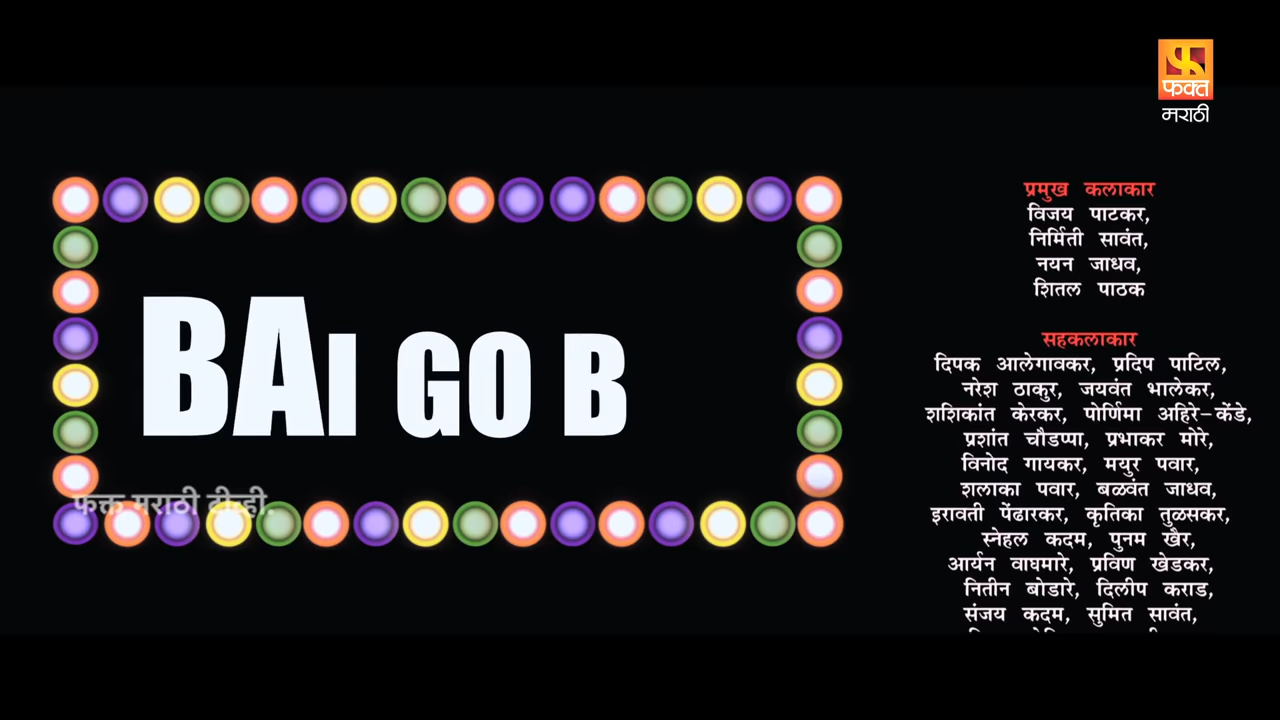 फक्त
मराठी
BAI GO B
फक्त मराठी टीव्ही.
प्रमुख कलाकार
विजय पाटकर,
निर्मिती सावंत,
नयन जाधव,
शितल पाठक
सहकलाकार
दिपक आलेगावकर, प्रदिप पाटिल,
नरेश ठाकुर, जयवंत भालेकर,
शशिकांत केरकर, पोर्णिमा अहिरे-केंडे,
प्रशांत चौडप्पा, प्रभाकर मोरे,
विनोद गायकर, मयुर पवार,
शलाका पवार, बळवंत जाधव,
इरावती पेंढारकर, कृतिका तुळसकर,
स्नेहल कदम, पुनम खैर,
आर्यन वाघमारे, प्रविण खेडकर,
नितीन बोडारे, दिलीप कराड,
संजय कदम, सुमित सावंत,